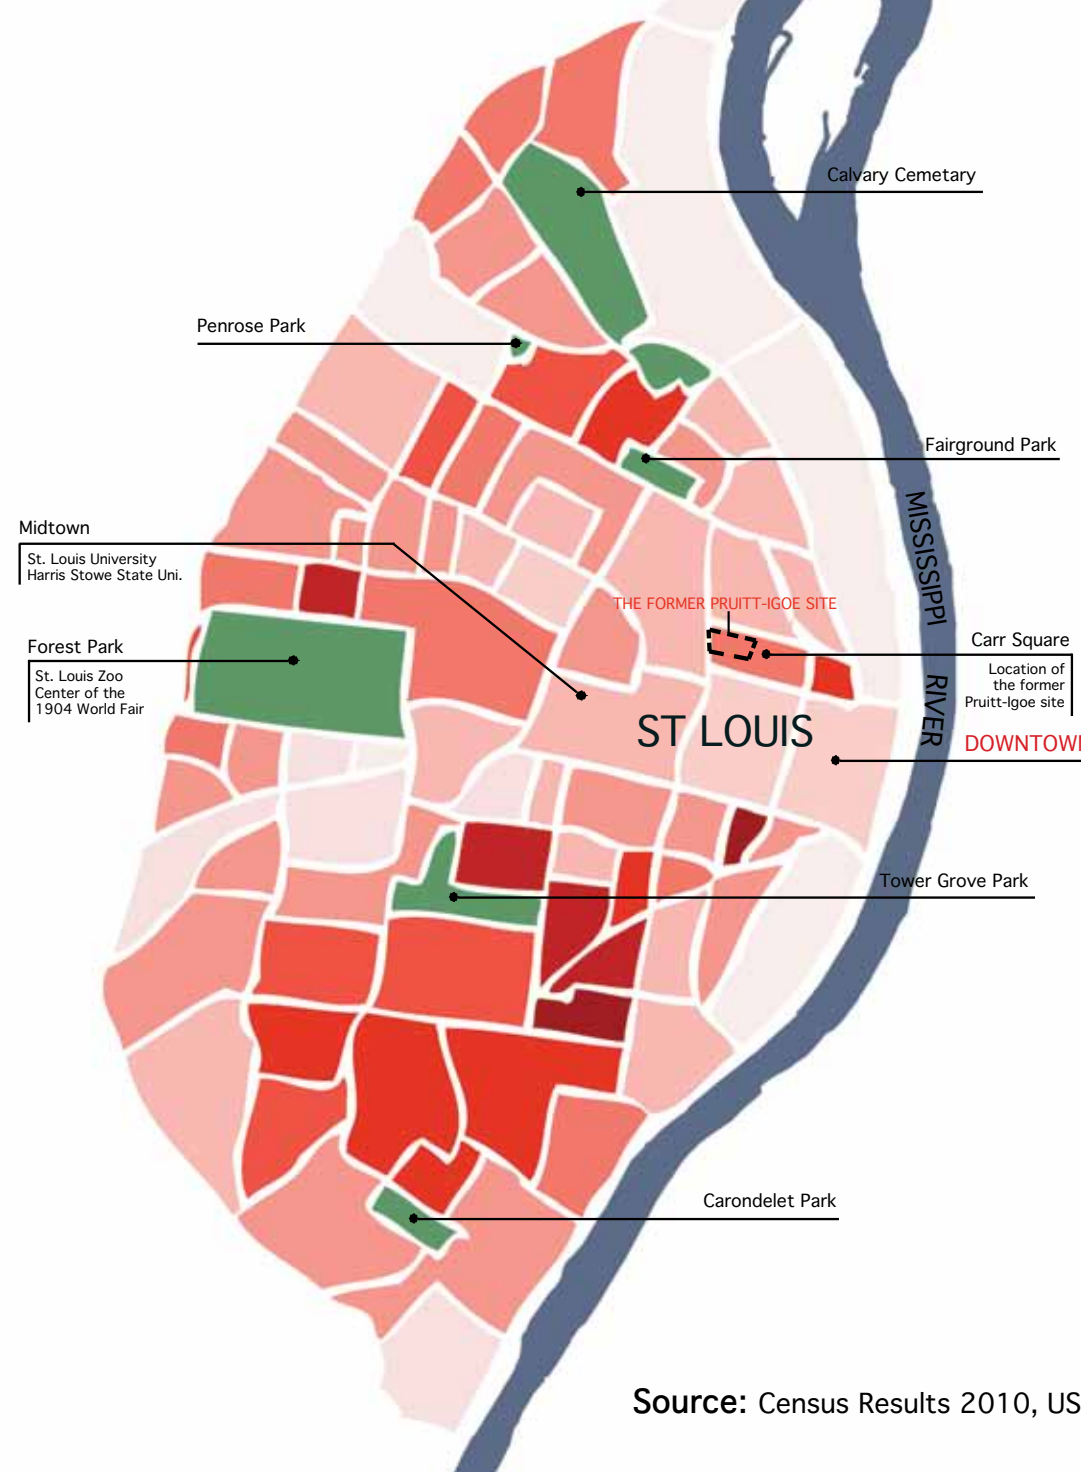 Calvary Cemetary
Penrose Park
Fairground Park
MISSISSIPPI RIVER
Midtown
St. Louis University
Harris Stowe State Uni.
THE FORMER PRUITT-IGOE SITE
Forest Park
St. Louis Zoo
Center of the
1904 World Fair
Carr Square
Location of
the former
Pruitt-Igoe site
ST LOUIS
DOWNTOWN
Tower Grove Park
Carondelet Park
Source: Census Results 2010, US